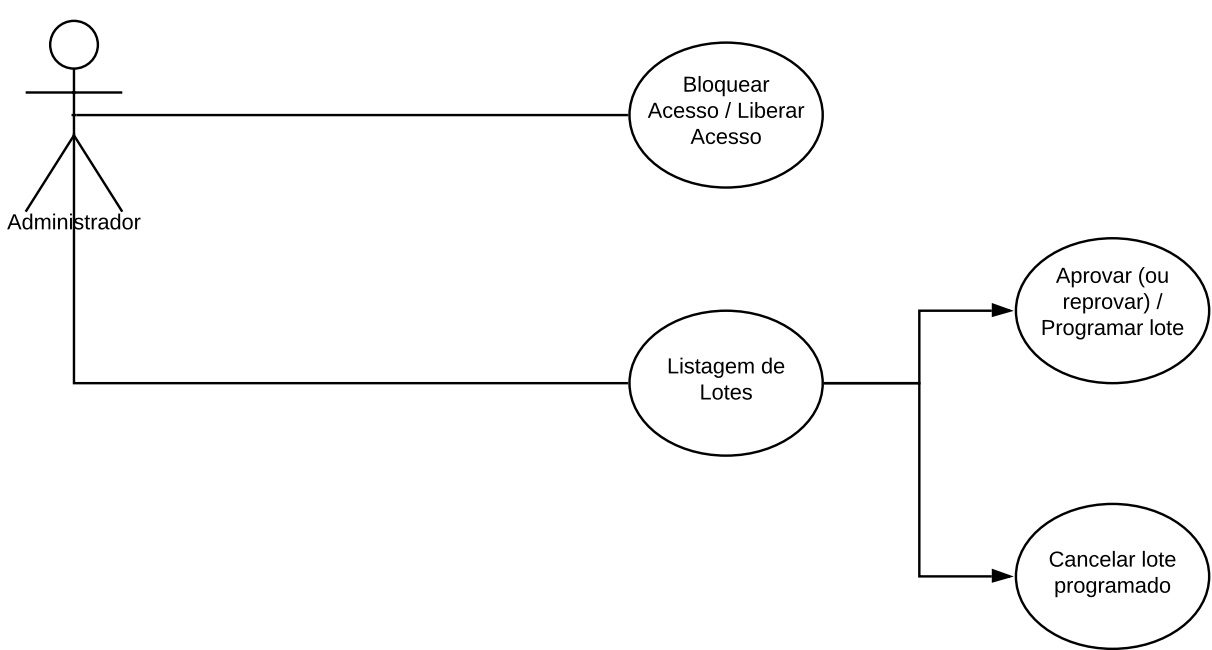 Bloquear
Acesso / Liberar
Acesso
Administrador
Aprovar (ou
reprovar) /
Programar lote
Listagem de
Lotes
Cancelar lote
programado